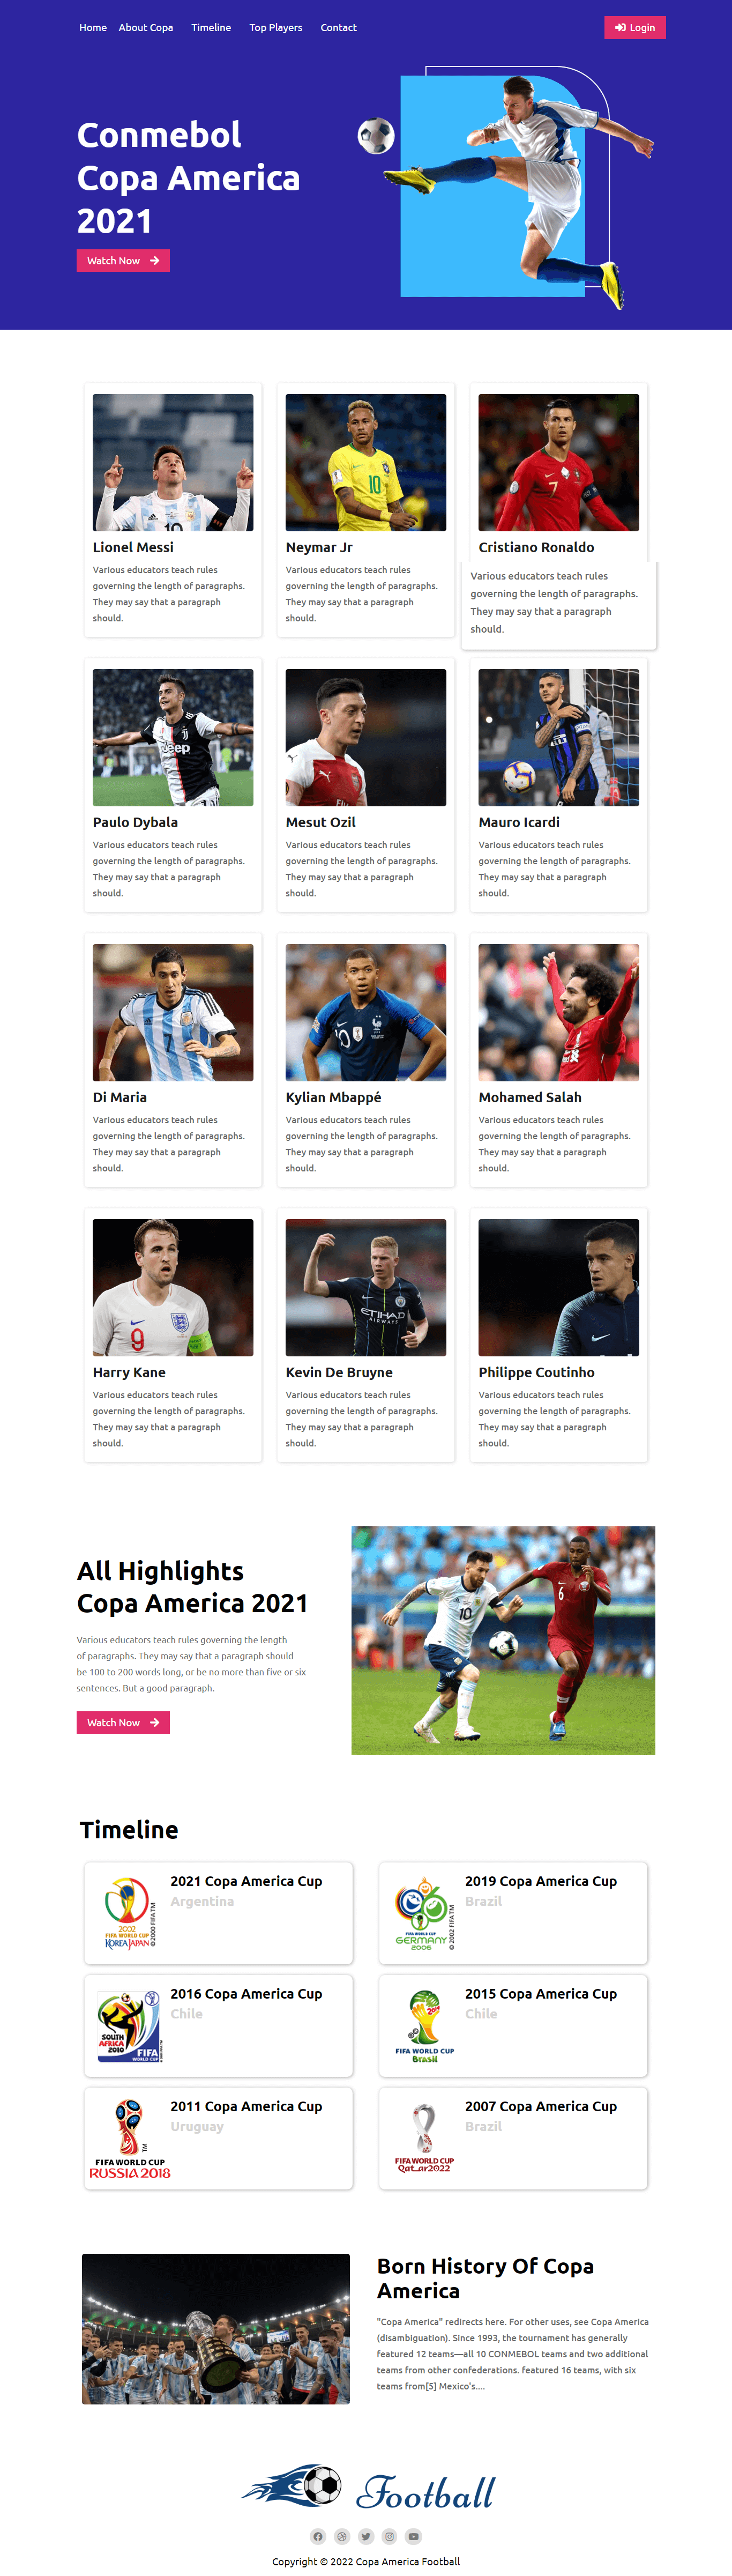 Home About Copa Timeline Top Players Contact Login
Conmebol
Copa America
2021
Watch Now
Lionel Messi
Various educators teach rules
governing the length of paragraphs.
They may say that a paragraph
should.
Neymar Jr
Various educators teach rules
governing the length of paragraphs.
They may say that a paragraph
should.
Cristiano Ronaldo
Various educators teach rules
governing the length of paragraphs.
They may say that a paragraph
should.
Paulo Dybala
Various educators teach rules
governing the length of paragraphs.
They may say that a paragraph
should.
Mesut Ozil
Various educators teach rules
governing the length of paragraphs.
They may say that a paragraph
should.
Mauro Icardi
Various educators teach rules
governing the length of paragraphs.
They may say that a paragraph
should.
Di Maria
Various educators teach rules
governing the length of paragraphs.
They may say that a paragraph
should.
Kylian Mbappé
Various educators teach rules
governing the length of paragraphs.
They may say that a paragraph
should.
Mohamed Salah
Various educators teach rules
governing the length of paragraphs.
They may say that a paragraph
should.
Harry Kane
Various educators teach rules
governing the length of paragraphs.
They may say that a paragraph
should.
Kevin De Bruyne
Various educators teach rules
governing the length of paragraphs.
They may say that a paragraph
should.
Philippe Coutinho
Various educators teach rules
governing the length of paragraphs.
They may say that a paragraph
should.
All Highlights
Copa America 2021
Various educators teach rules governing the length
of paragraphs. They may say that a paragraph should
be 100 to 200 words long, or be no more than five or six
sentences. But a good paragraph.
Watch Now
Timeline
2002
FIFA WORLD CUP
KOREA JAPAN
©2000 FIFA TM
2021 Copa America Cup
Argentina
FIFA WORLD CUP
GERMANY
2006
© 2002 FIFA TM
2019 Copa America Cup
Brazil
SOUTH
AFRICA
2010
FIFA
WORLD CUP
2016 Copa America Cup
Chile
2014
FIFA WORLD CUP
Brasil
2015 Copa America Cup
Chile
TM
FIFA WORLD CUP
RUSSIA 2018
2011 Copa America Cup
Uruguay
FIFA WORLD CUP
Qatar2022
2007 Copa America Cup
Brazil
Born History Of Copa
America
"Copa America" redirects here. For other uses, see Copa America
(disambiguation). Since 1993, the tournament has generally
featured 12 teams—all 10 CONMEBOL teams and two additional
teams from other confederations. featured 16 teams, with six
teams from[5] Mexico's....
Football
Copyright © 2022 Copa America Football